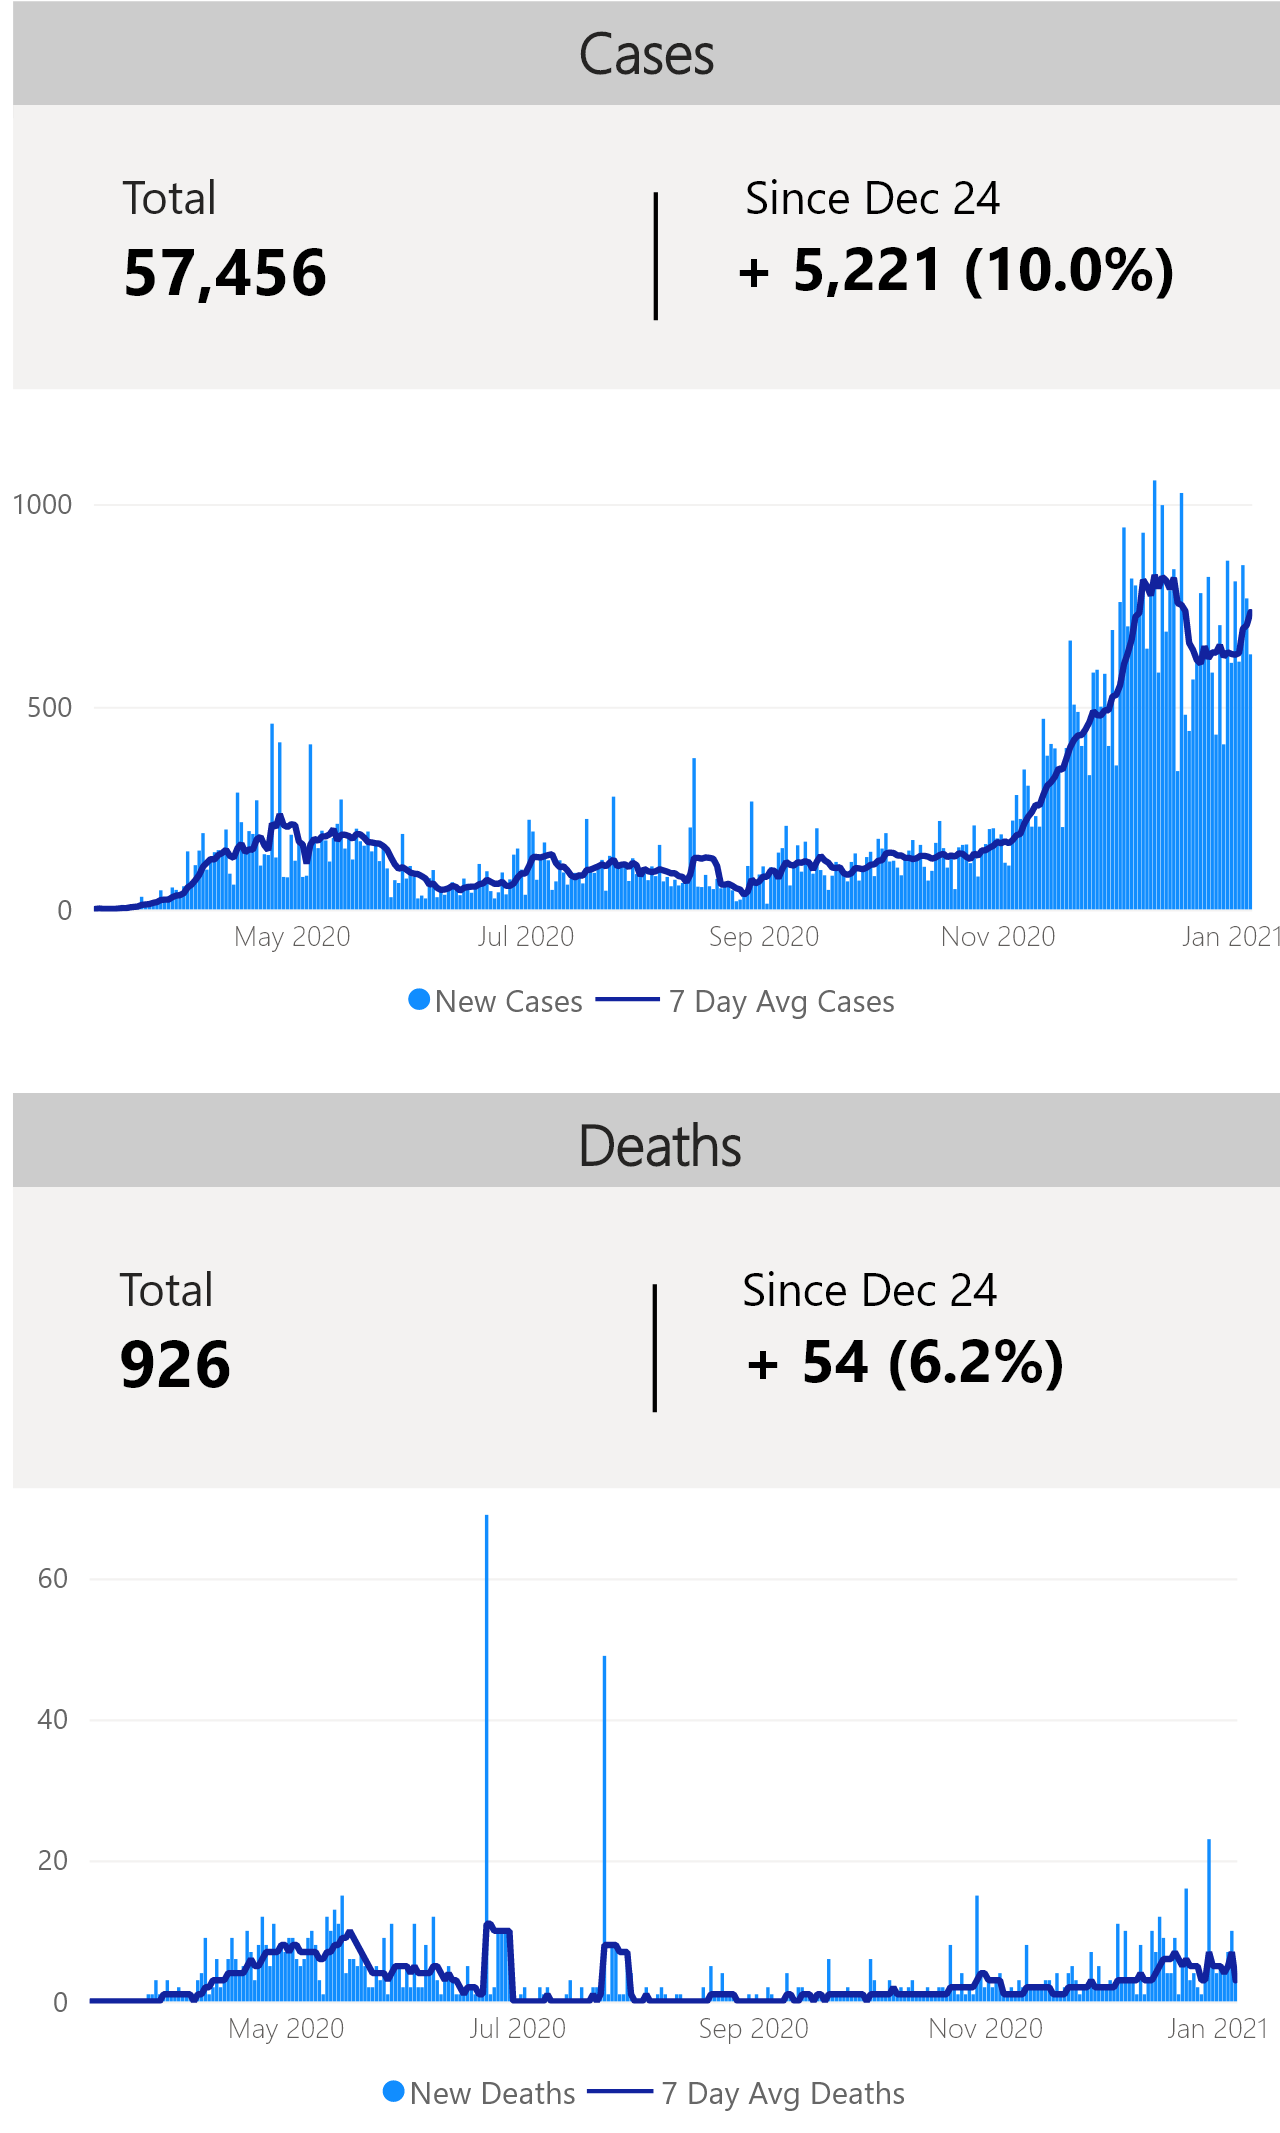 Cases
Total
Since Dec 24
57,456
+ 5,221 (10.0%)
1000
500
0
May 2020
Jul 2020
Sep 2020
Nov 2020
Jan 2021
New Cases
7 Day Avg Cases
Deaths
Total
Since Dec 24
926
+ 54 (6.2%)
60
40
20
0
May 2020
Jul 2020
Sep 2020
Nov 2020
Jan 2021
New Deaths
7 Day Avg Deaths